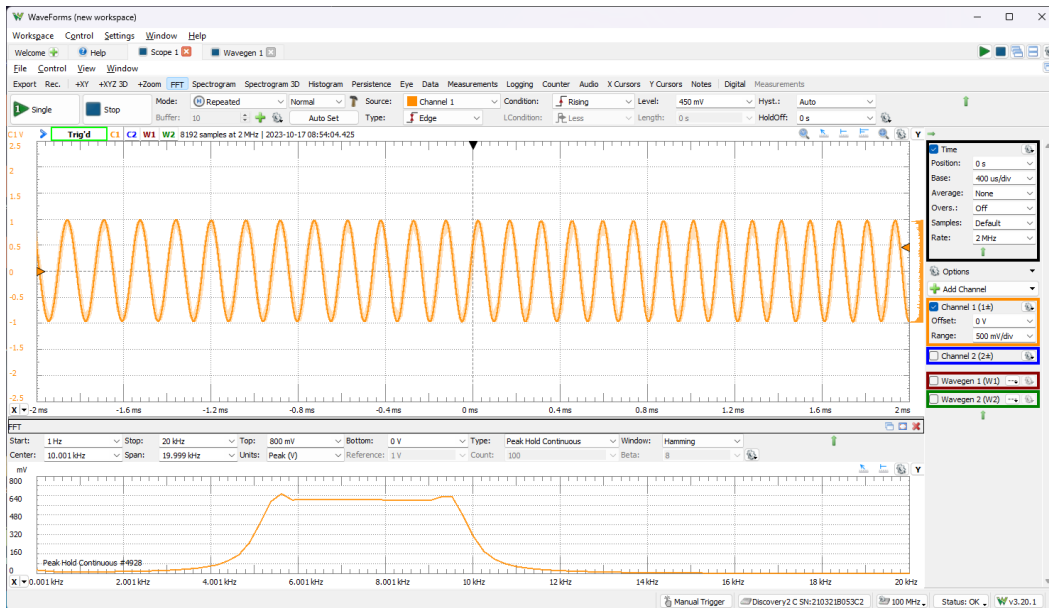 WaveForms (new workspace)
Workspace Control Settings Window Help
Welcome Help Scope 1 Wavegen 1
File Control View Window
Export Rec. +XY +XYZ 3D +Zoom FFT Spectrogram Spectrogram 3D Histogram Persistence Eye Data Measurements Logging Counter Audio X Cursors Y Cursors Notes Digital Measurements
Single Stop Mode: Repeated Normal Source: Channel 1 Condition: Rising Level: 450 mV Hyst.: Auto
Buffer: 10 Auto Set Type: Edge LCondition: Less Length: 0 s HoldOff: 0 s
C1 V Trig'd C1 C2 W1 W2 8192 samples at 2 MHz | 2023-10-17 08:54:04.425 Y
2.5
2
1.5
1
0.5
0
-0.5
-1
-1.5
-2
-2.5
X -2 ms -1.6 ms -1.2 ms -0.8 ms -0.4 ms 0 ms 0.4 ms 0.8 ms 1.2 ms 1.6 ms 2 ms
Time
Position: 0 s
Base: 400 us/div
Average: None
Overs.: Off
Samples: Default
Rate: 2 MHz
Options
Add Channel
Channel 1 (1±)
Offset: 0 V
Range: 500 mV/div
Channel 2 (2±)
Wavegen 1 (W1)
Wavegen 2 (W2)
FFT
Start: 1 Hz Stop: 20 kHz Top: 800 mV Bottom: 0 V Type: Peak Hold Continuous Window: Hamming
Center: 10.001 kHz Span: 19.999 kHz Units: Peak (V) Reference: 1 V Count: 100 Beta: 8
mV Y
800
640
480
320
160
0
Peak Hold Continuous #4928
X 0.001 kHz 2.001 kHz 4.001 kHz 6.001 kHz 8.001 kHz 10 kHz 12 kHz 14 kHz 16 kHz 18 kHz 20 kHz
Manual Trigger Discovery2 C SN:210321B053C2 100 MHz Status: OK v3.20.1